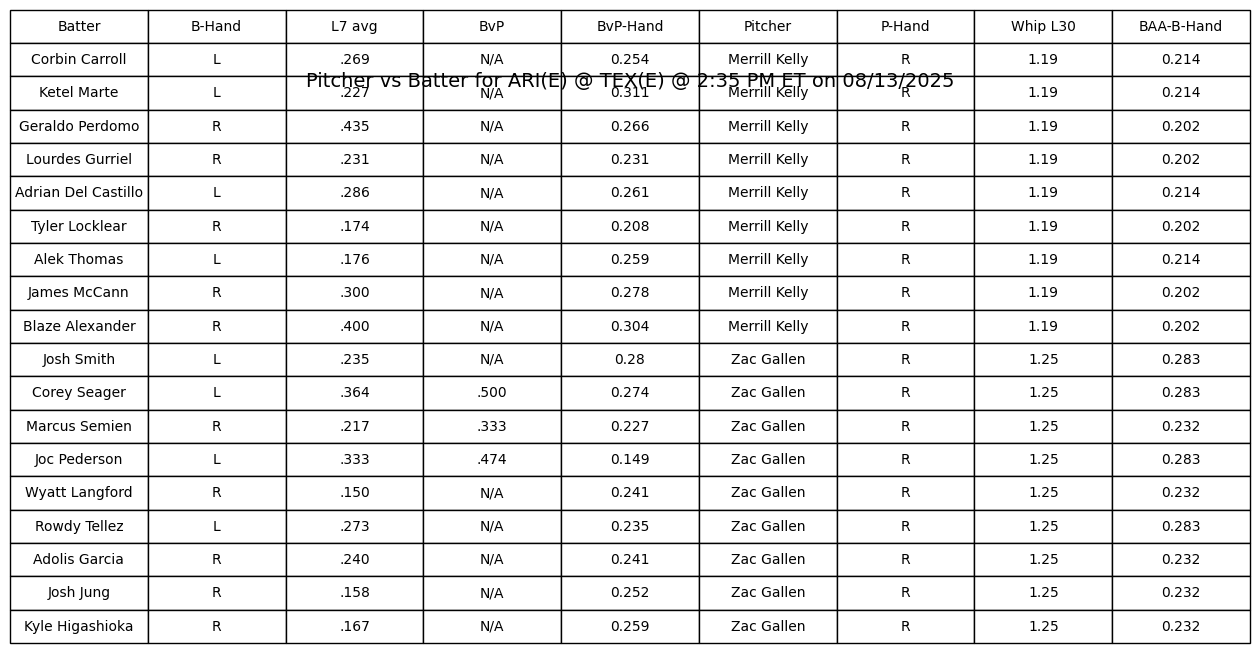 Batter B-Hand L7 avg BvP BvP-Hand Pitcher P-Hand Whip L30 BAA-B-Hand
Corbin Carroll L .269 N/A 0.254 Merrill Kelly R 1.19 0.214
Pitcher vs Batter for ARI(E) @ TEX(E) @ 2:35 PM ET on 08/13/2025
Ketel Marte L .227 N/A 0.311 Merrill Kelly R 1.19 0.214
Geraldo Perdomo R .435 N/A 0.266 Merrill Kelly R 1.19 0.202
Lourdes Gurriel R .231 N/A 0.231 Merrill Kelly R 1.19 0.202
Adrian Del Castillo L .286 N/A 0.261 Merrill Kelly R 1.19 0.214
Tyler Locklear R .174 N/A 0.208 Merrill Kelly R 1.19 0.202
Alek Thomas L .176 N/A 0.259 Merrill Kelly R 1.19 0.214
James McCann R .300 N/A 0.278 Merrill Kelly R 1.19 0.202
Blaze Alexander R .400 N/A 0.304 Merrill Kelly R 1.19 0.202
Josh Smith L .235 N/A 0.28 Zac Gallen R 1.25 0.283
Corey Seager L .364 .500 0.274 Zac Gallen R 1.25 0.283
Marcus Semien R .217 .333 0.227 Zac Gallen R 1.25 0.232
Joc Pederson L .333 .474 0.149 Zac Gallen R 1.25 0.283
Wyatt Langford R .150 N/A 0.241 Zac Gallen R 1.25 0.232
Rowdy Tellez L .273 N/A 0.235 Zac Gallen R 1.25 0.283
Adolis Garcia R .240 N/A 0.241 Zac Gallen R 1.25 0.232
Josh Jung R .158 N/A 0.252 Zac Gallen R 1.25 0.232
Kyle Higashioka R .167 N/A 0.259 Zac Gallen R 1.25 0.232